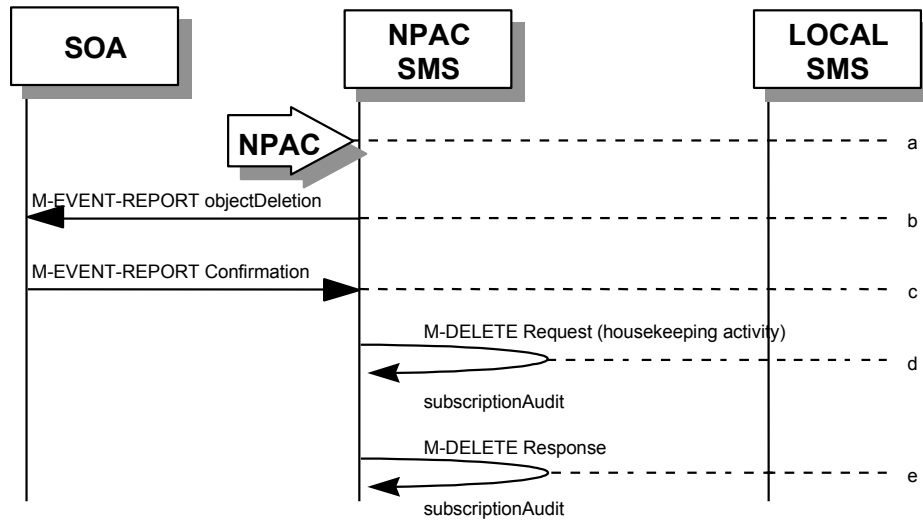 SOA
NPAC
SMS
LOCAL
SMS
NPAC
a
M-EVENT-REPORT objectDeletion
b
M-EVENT-REPORT Confirmation
c
M-DELETE Request (housekeeping activity)
d
subscriptionAudit
M-DELETE Response
e
subscriptionAudit